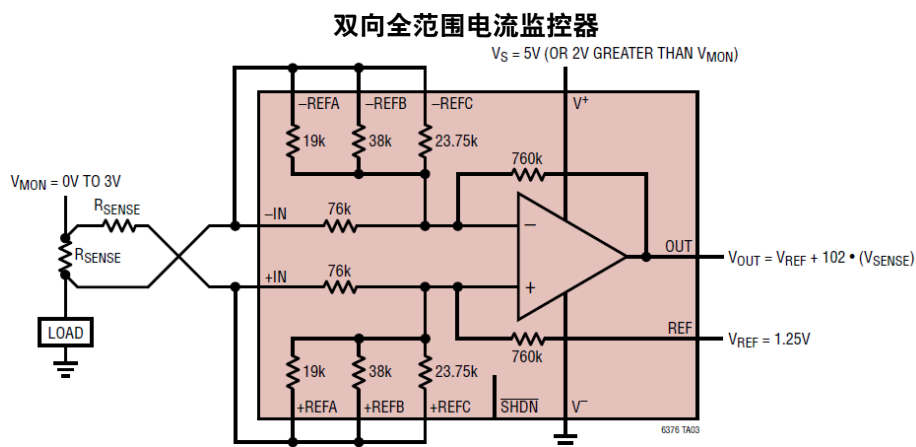 双向全范围电流监控器
VS = 5V (OR 2V GREATER THAN VMON)
–REFA
–REFB
–REFC
V+
19k
38k
23.75k
760k
VMON = 0V TO 3V
RSENSE
RSENSE
–IN
76k
–
OUT
VOUT = VREF + 102 • (VSENSE)
+IN
76k
+
LOAD
REF
VREF = 1.25V
760k
19k
38k
23.75k
+REFA
+REFB
+REFC
SHDN
V–
6376 TA03